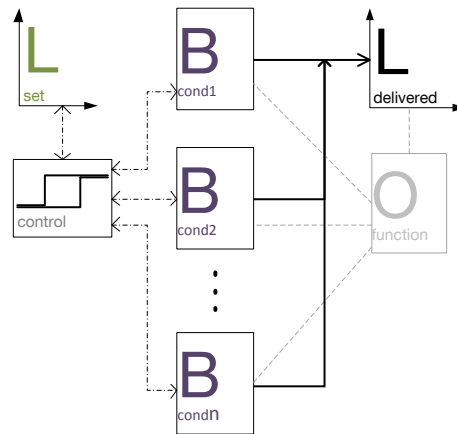 L
set
control
B
cond1
B
cond2
B
condn
L
delivered
O
function